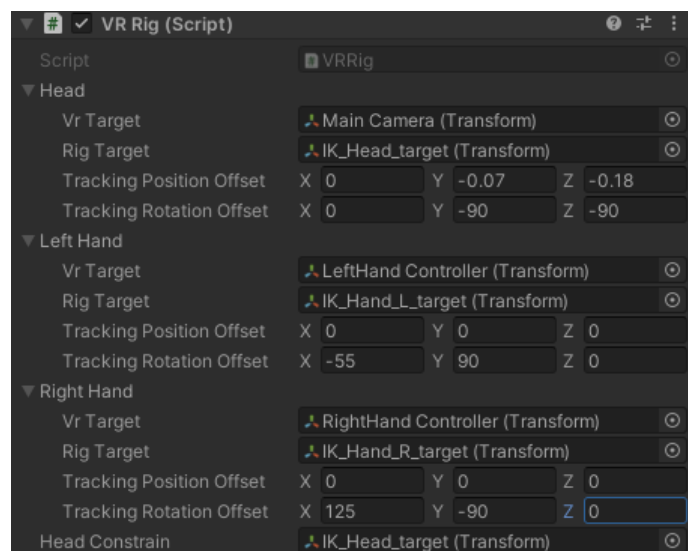 VR Rig (Script)
Script VRRig
Head
Vr Target Main Camera (Transform)
Rig Target IK_Head_target (Transform)
Tracking Position Offset X 0 Y -0.07 Z -0.18
Tracking Rotation Offset X 0 Y -90 Z -90
Left Hand
Vr Target LeftHand Controller (Transform)
Rig Target IK_Hand_L_target (Transform)
Tracking Position Offset X 0 Y 0 Z 0
Tracking Rotation Offset X -55 Y 90 Z 0
Right Hand
Vr Target RightHand Controller (Transform)
Rig Target IK_Hand_R_target (Transform)
Tracking Position Offset X 0 Y 0 Z 0
Tracking Rotation Offset X 125 Y -90 Z 0
Head Constrain IK_Head_target (Transform)